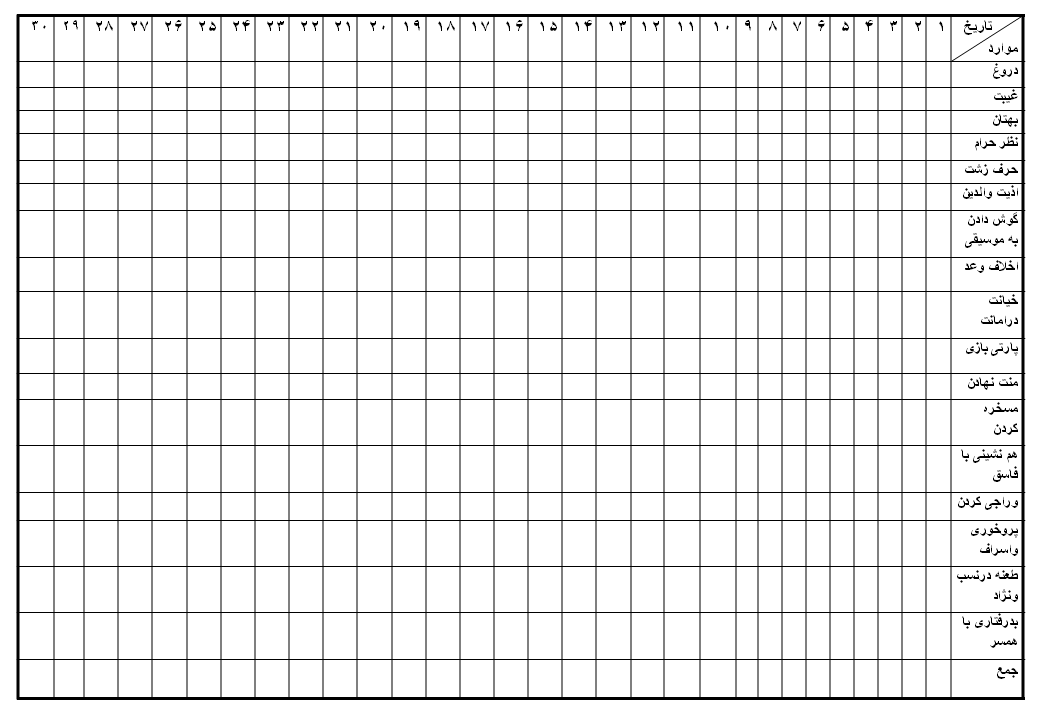 تاریخ ۱ ۲ ۳ ۴ ۵ ۶ ۷ ۸ ۹ ۱۰ ۱۱ ۱۲ ۱۳ ۱۴ ۱۵ ۱۶ ۱۷ ۱۸ ۱۹ ۲۰ ۲۱ ۲۲ ۲۳ ۲۴ ۲۵ ۲۶ ۲۷ ۲۸ ۲۹ ۳۰
موارد
دروغ
غیبت
بهتان
نظر حرام
حرف زشت
اذیت والدین
گوش دادن
به موسیقی
اخلاف وعد
خیانت
درامانت
پارتی بازی
منت نهادن
مسخره
کردن
هم نشینی با
فاسق
وراجی کردن
پروخوری
واسراف
طعنه درنسب
ونژاد
بدرفتاری با
همسر
جمع